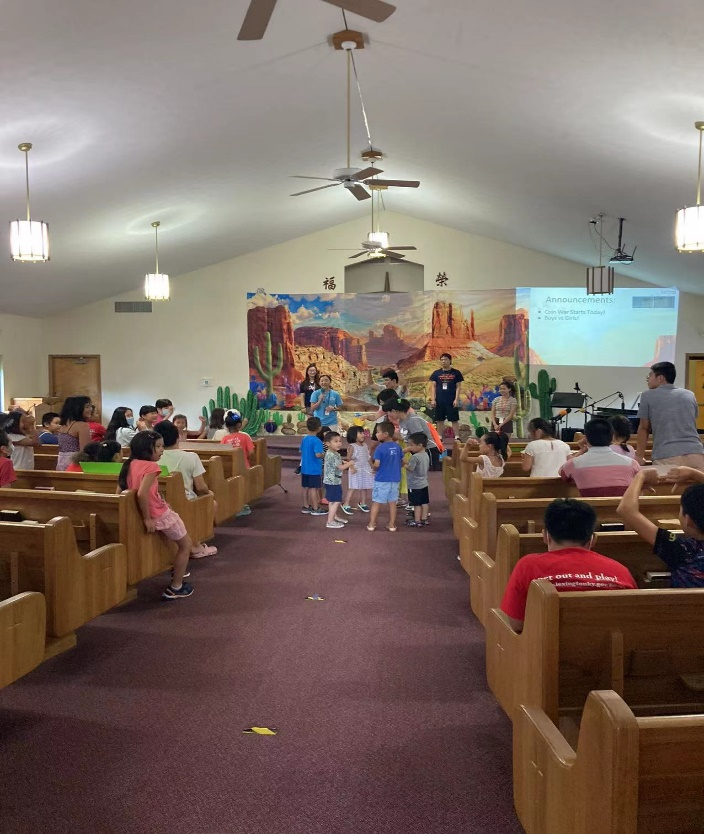 福 榮
Announcements:
Coin War Starts Today!!
Boys vs Girls!
out and play!